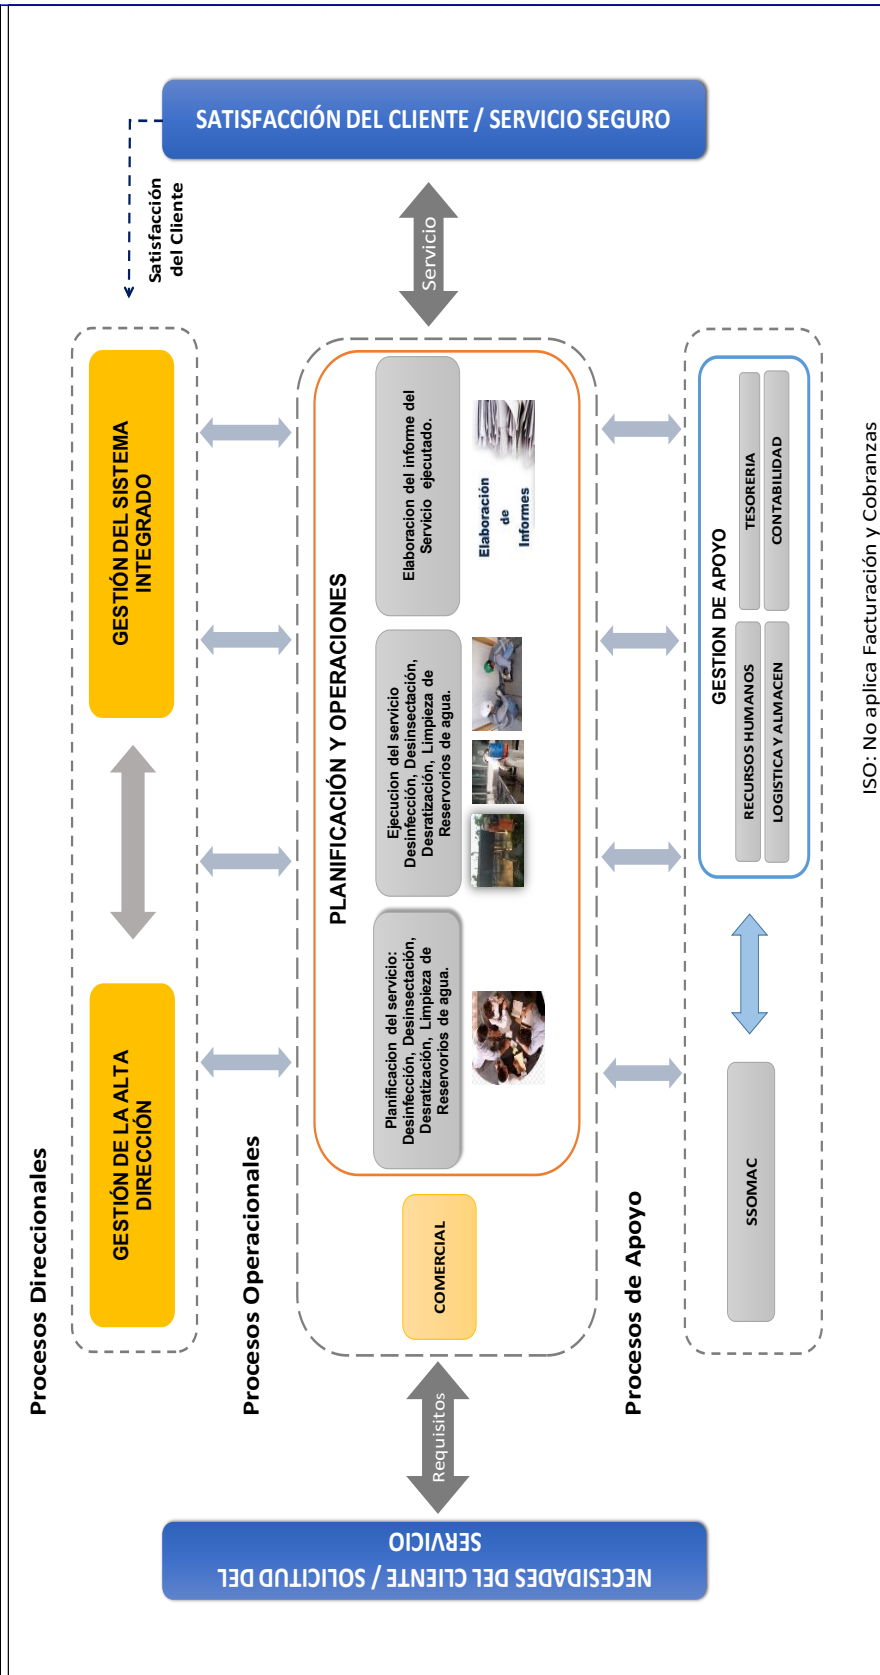 NECESIDADES DEL CLIENTE / SOLICITUD DEL
SERVICIO
Requisitos
Procesos Direccionales
GESTIÓN DE LA ALTA
DIRECCIÓN
GESTIÓN DEL SISTEMA
INTEGRADO
Satisfacción
del Cliente
Procesos Operacionales
COMERCIAL
PLANIFICACIÓN Y OPERACIONES
Planificacion del servicio:
Desinfección, Desinsectación,
Desratización, Limpieza de
Reservorios de agua.
Ejecucion del servicio
Desinfección, Desinsectación,
Desratización, Limpieza de
Reservorios de agua.
Elaboracion del informe del
Servicio ejecutado.
Elaboración
de
Informes
Servicio
SATISFACCIÓN DEL CLIENTE / SERVICIO SEGURO
Procesos de Apoyo
SSOMAC
GESTION DE APOYO
RECURSOS HUMANOS
TESORERIA
LOGISTICA Y ALMACEN
CONTABILIDAD
ISO: No aplica Facturación y Cobranzas